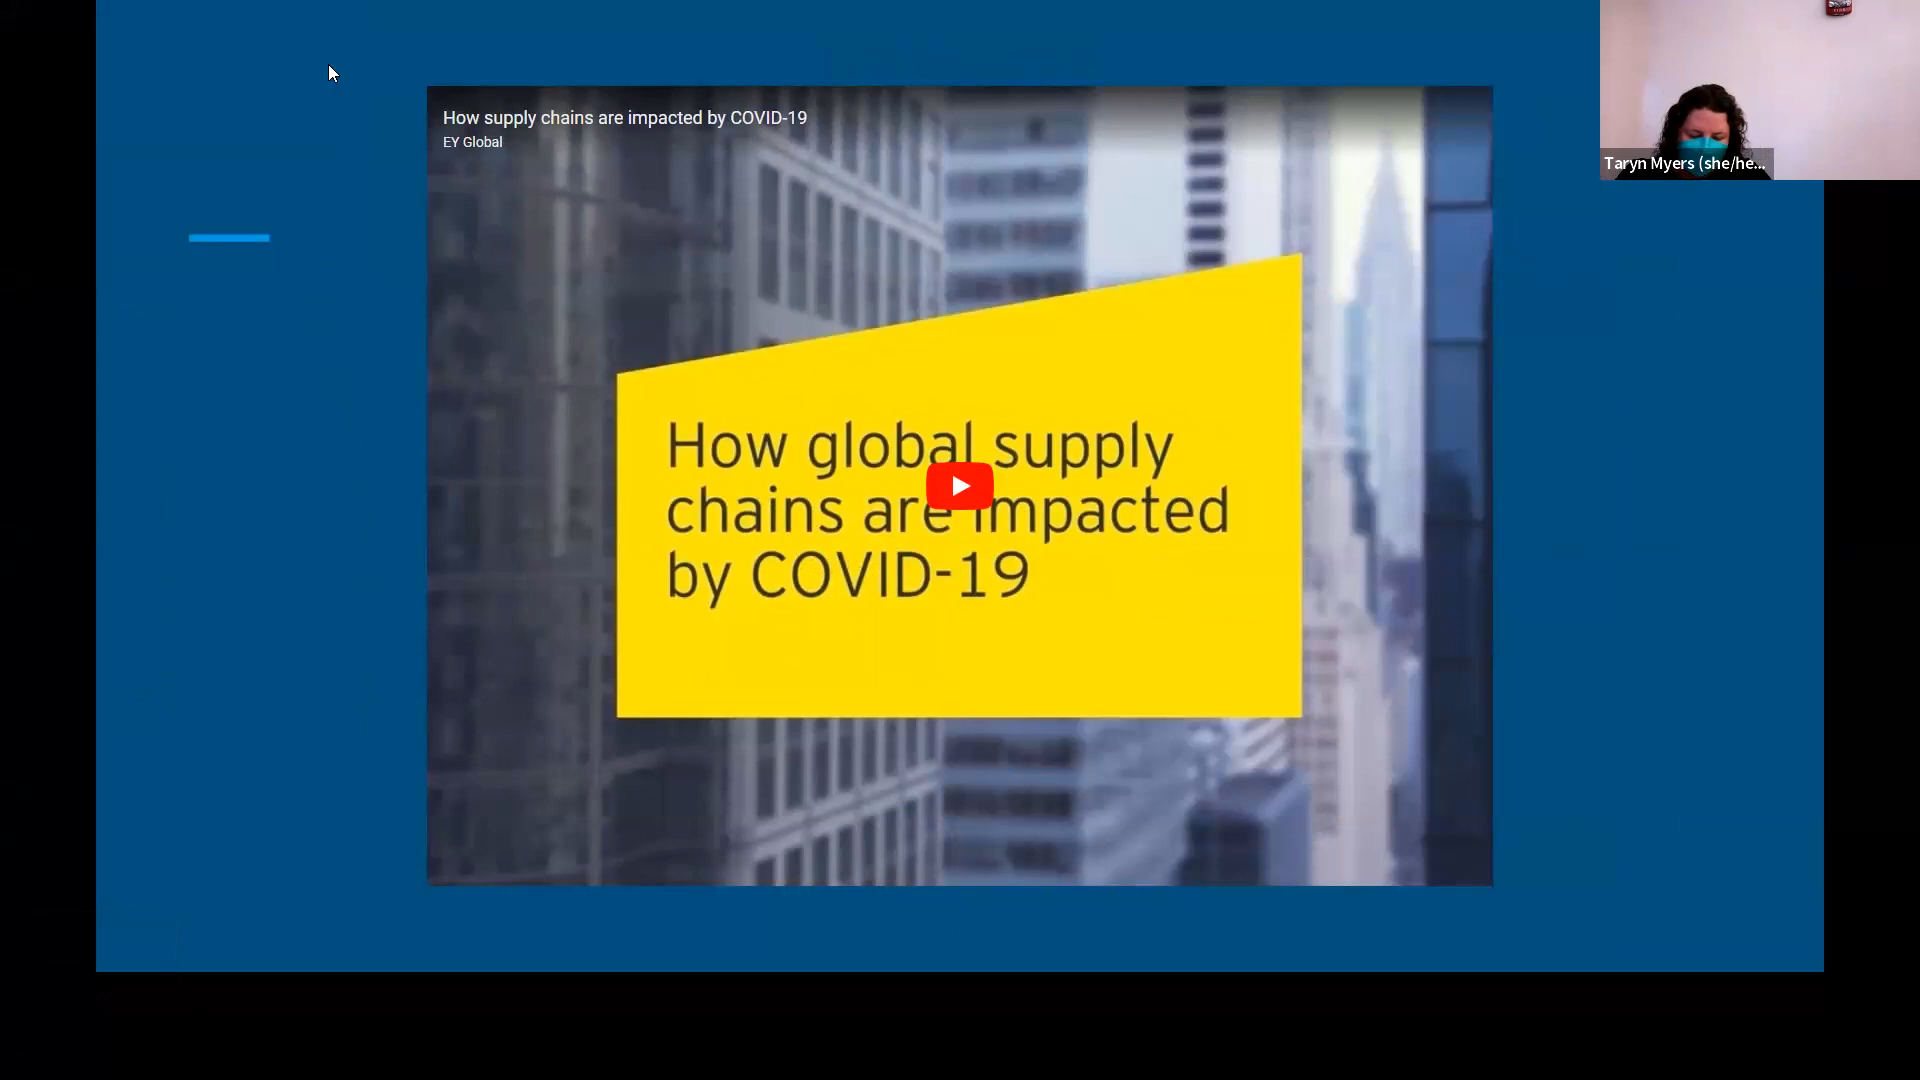 How supply chains are impacted by COVID-19
EY Global
Taryn Myers (she/he...
How global supply
chains are impacted
by COVID-19